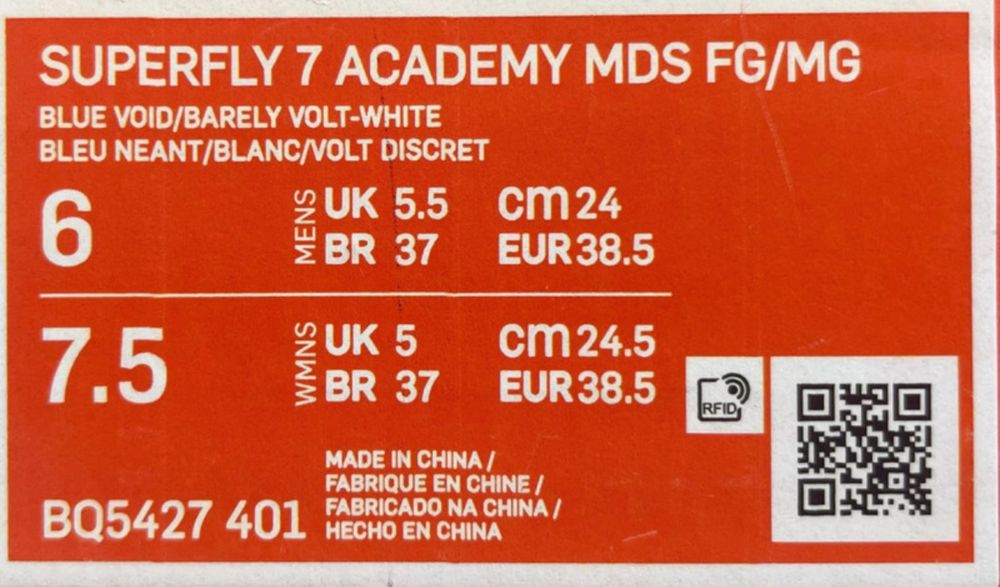 SUPERFLY 7 ACADEMY MDS FG/MG
BLUE VOID/BARELY VOLT-WHITE
BLEU NEANT/BLANC/VOLT DISCRET
6 MENS UK 5.5 cm 24
BR 37 EUR 38.5
7.5 WMNS UK 5 cm 24.5
BR 37 EUR 38.5
RFID
MADE IN CHINA /
FABRIQUE EN CHINE /
FABRICADO NA CHINA /
HECHO EN CHINA
BQ5427 401